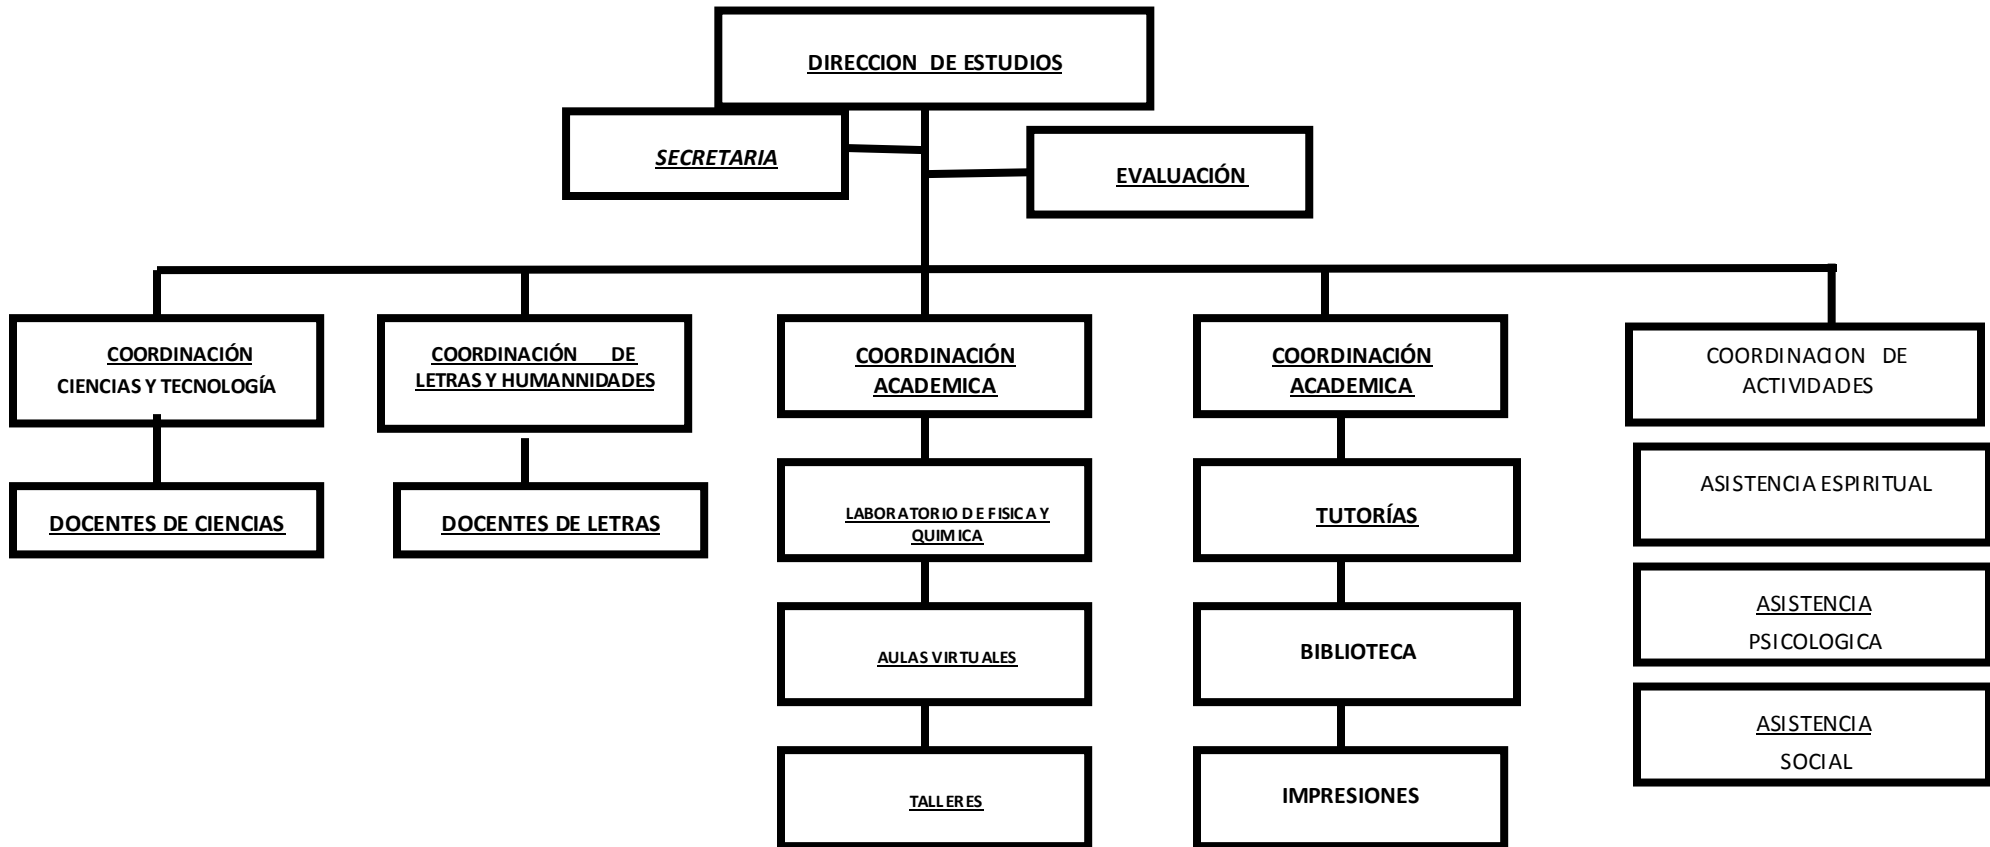 DIRECCION DE ESTUDIOS
SECRETARIA
EVALUACIÓN
COORDINACIÓN
CIENCIAS Y TECNOLOGÍA
DOCENTES DE CIENCIAS
COORDINACIÓN DE
LETRAS Y HUMANNIDADES
DOCENTES DE LETRAS
COORDINACIÓN
ACADEMICA
LABORATORIO DE FISICA Y
QUIMICA
AULAS VIRTUALES
TALLERES
COORDINACIÓN
ACADEMICA
TUTORÍAS
BIBLIOTECA
IMPRESIONES
COORDINACION DE
ACTIVIDADES
ASISTENCIA ESPIRITUAL
ASISTENCIA
PSICOLOGICA
ASISTENCIA
SOCIAL